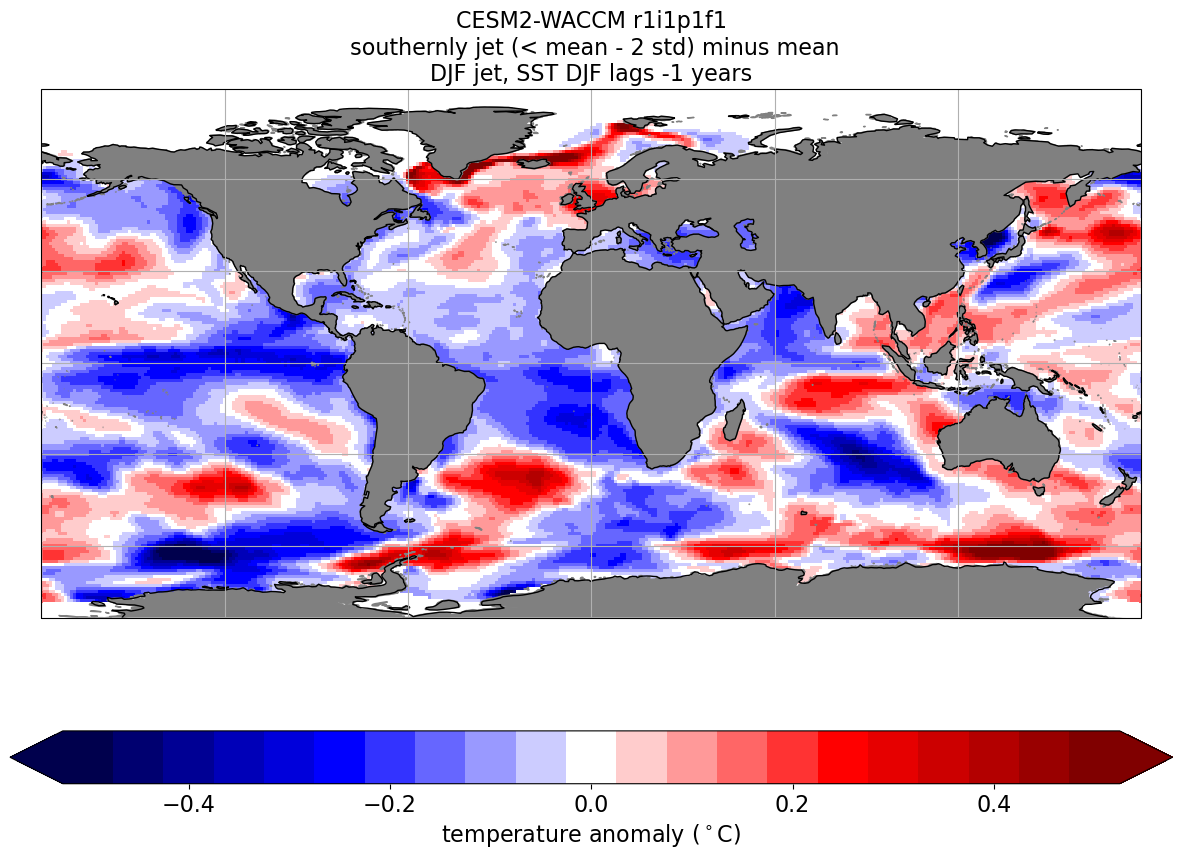 CESM2-WACCM r1i1p1f1
southernly jet (< mean - 2 std) minus mean
DJF jet, SST DJF lags -1 years
−0.4 −0.2 0.0 0.2 0.4
temperature anomaly (°C)